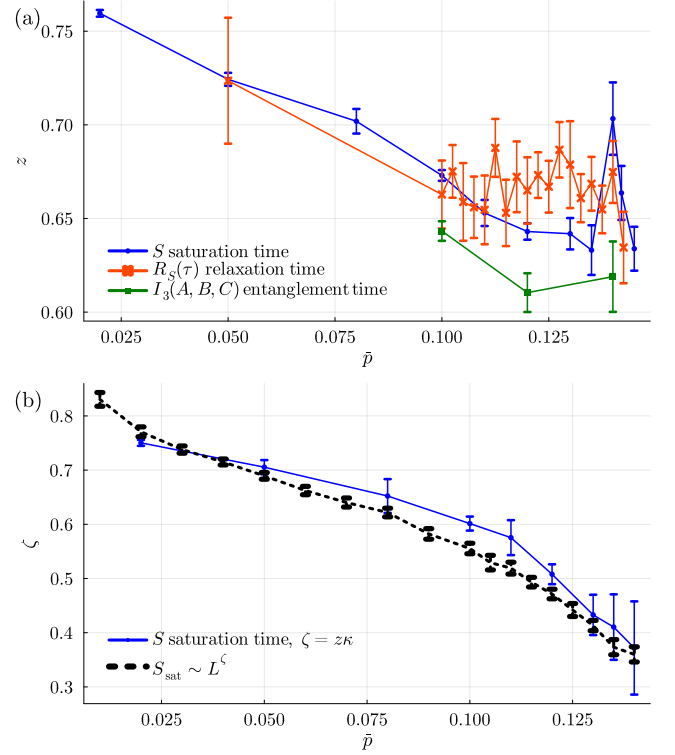 (a)
0.75
0.70
0.65
0.60
z
S saturation time
R_S(τ) relaxation time
I_3(A, B, C) entanglement time
0.025 0.050 0.075 0.100 0.125
p̄
(b)
0.8
0.7
0.6
0.5
0.4
0.3
ζ
S saturation time, ζ = zκ
S_sat ∼ L^ζ
0.025 0.050 0.075 0.100 0.125
p̄